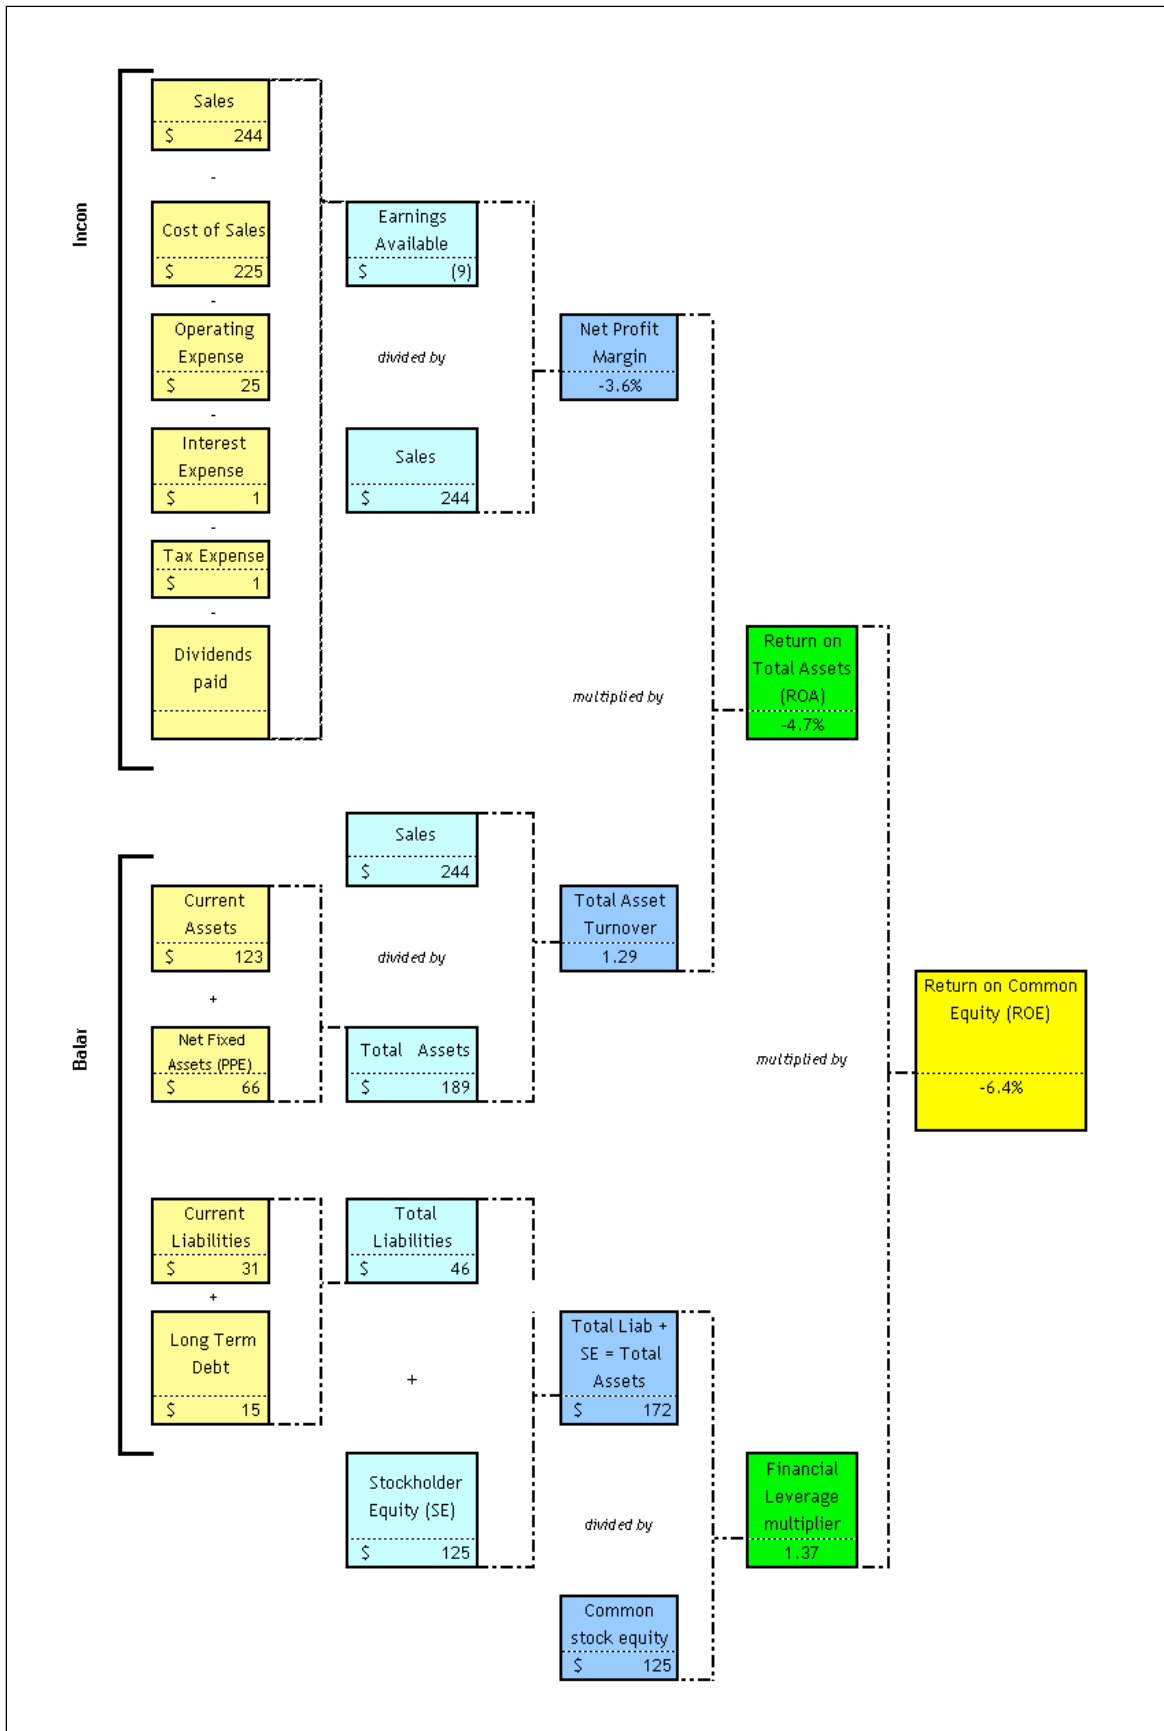 Sales
$ 244
-
Incon
Cost of Sales
$ 225
Earnings
Available
$ (9)
-
Operating
Expense
$ 25
divided by
Net Profit
Margin
-3.6%
-
Interest
Expense
$ 1
Sales
$ 244
-
Tax Expense
$ 1
-
Dividends
paid
multiplied by
Return on
Total Assets
(ROA)
-4.7%
Sales
$ 244
Balar
Current
Assets
$ 123
divided by
Total Asset
Turnover
1.29
+
Net Fixed
Assets (PPE)
$ 66
Total Assets
$ 189
multiplied by
Return on Common
Equity (ROE)
-6.4%
Current
Liabilities
$ 31
Total
Liabilities
$ 46
+
Long Term
Debt
$ 15
+
Total Liab +
SE = Total
Assets
$ 172
Stockholder
Equity (SE)
$ 125
divided by
Financial
Leverage
multiplier
1.37
Common
stock equity
$ 125